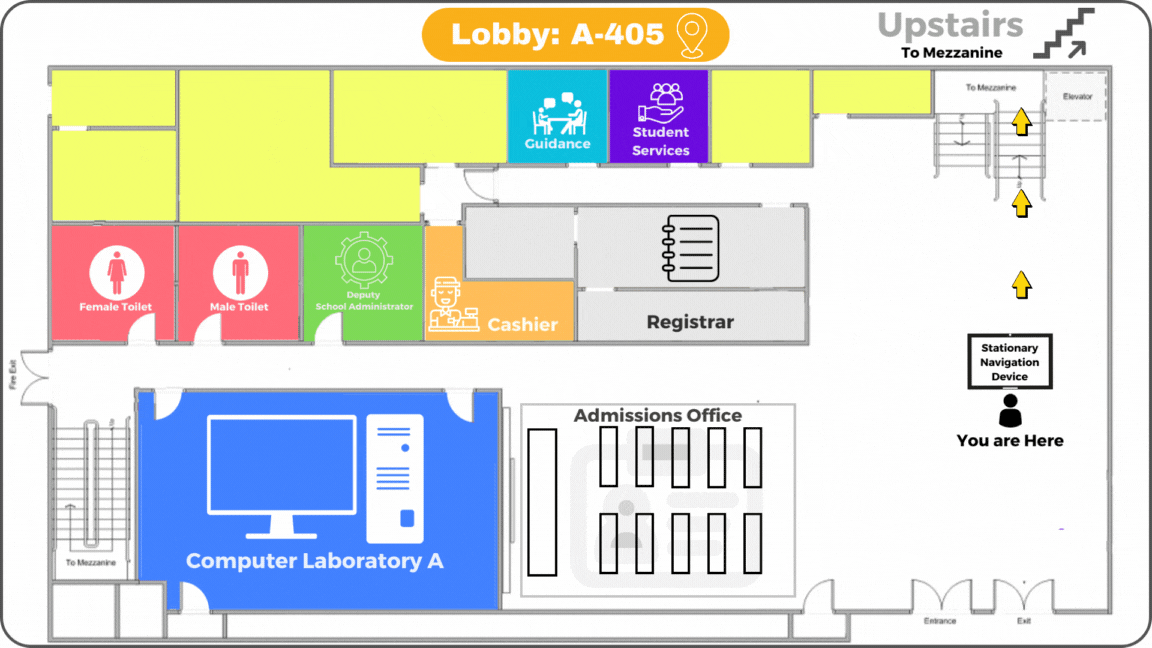 Lobby: A-405
Upstairs
To Mezzanine
To Mezzanine
Elevator
Guidance
Student
Services
Up
Female Toilet
Male Toilet
Deputy
School Administrator
Cashier
Registrar
Fire Exit
Stationary
Navigation
Device
You are Here
Admissions Office
Computer Laboratory A
To Mezzanine
Entrance
Exit